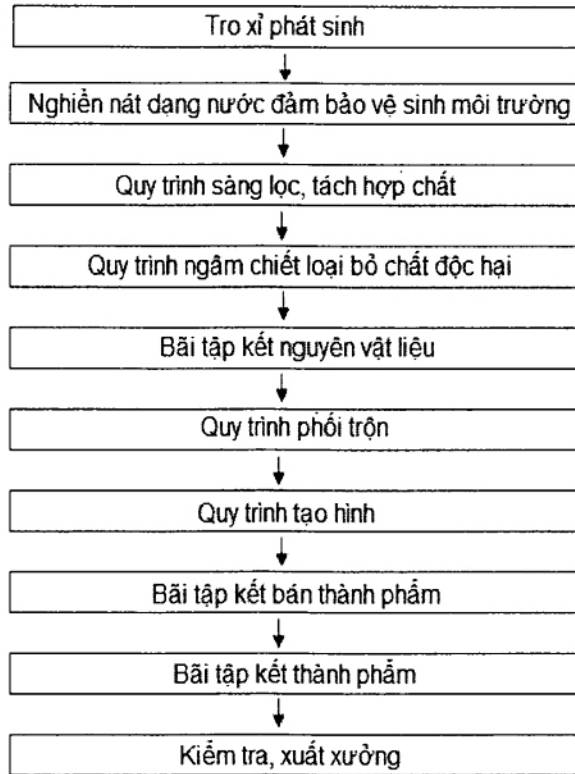 Tro xỉ phát sinh
Nghiền nát dạng nước đảm bảo vệ sinh môi trường
Quy trình sàng lọc, tách hợp chất
Quy trình ngâm chiết loại bỏ chất độc hại
Bãi tập kết nguyên vật liệu
Quy trình phối trộn
Quy trình tạo hình
Bãi tập kết bán thành phẩm
Bãi tập kết thành phẩm
Kiểm tra, xuất xưởng